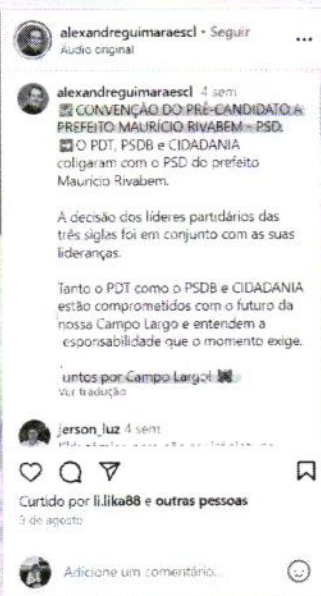 alexandreguimaraescl • Seguir
Áudio original
alexandreguimaraescl 4 sem
CONVENÇÃO DO PRÉ-CANDIDATO A
PREFEITO MAURÍCIO RIVABEM - PSD.
O PDT, PSDB e CIDADANIA
coligaram com o PSD do prefeito
Maurício Rivabem.
A decisão dos líderes partidários das
três siglas foi em conjunto com as suas
lideranças.
Tanto o PDT como o PSDB e CIDADANIA
estão comprometidos com o futuro da
nossa Campo Largo e entendem a
esponsabilidade que o momento exige.
untos por Campo Largo!
Ver tradução
jerson_luz 4 sem
Curtido por li.lika88 e outras pessoas
3 de agosto
Adicione um comentário...